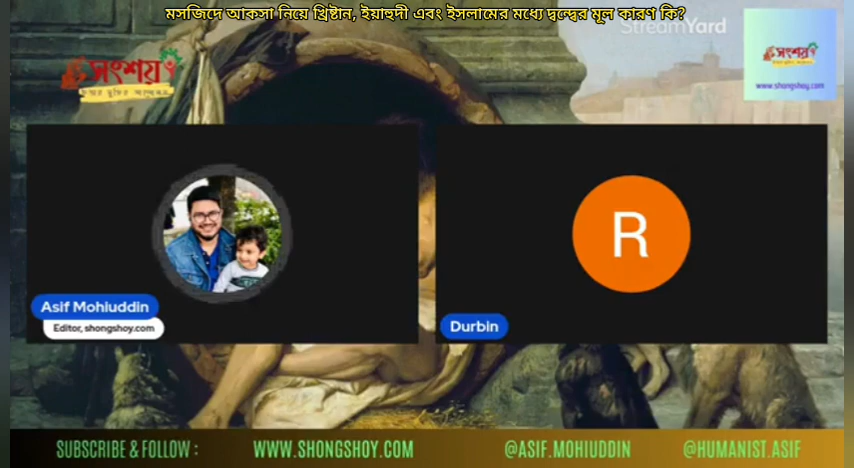 মসজিদে আকসা নিয়ে খ্রিষ্টান, ইয়াহুদী এবং ইসলামের মধ্যে দ্বন্দ্বের মূল কারণ কি?
StreamYard
সংশয়
সংশয়
www.shongshoy.com
R
Asif Mohiuddin
Editor, shongshoy.com
Durbin
SUBSCRIBE & FOLLOW :
WWW.SHONGSHOY.COM
@ASIF.MOHIUDDIN
@HUMANIST.ASIF